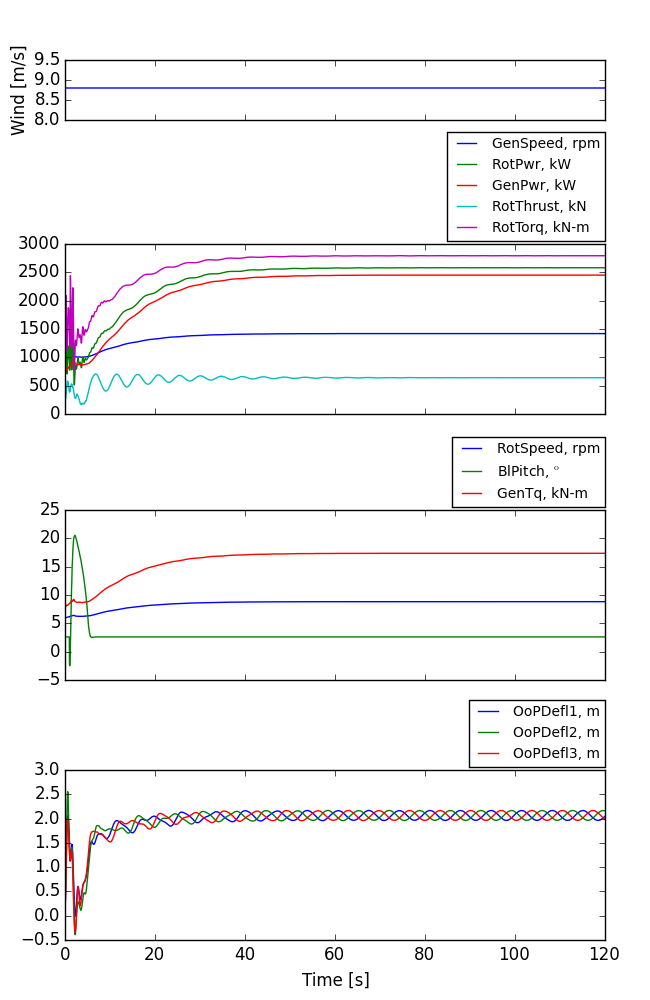 Wind [m/s]
9.5
9.0
8.5
8.0
GenSpeed, rpm
RotPwr, kW
GenPwr, kW
RotThrust, kN
RotTorq, kN-m
3000
2500
2000
1500
1000
500
0
RotSpeed, rpm
BlPitch, °
GenTq, kN-m
25
20
15
10
5
0
−5
OoPDefl1, m
OoPDefl2, m
OoPDefl3, m
3.0
2.5
2.0
1.5
1.0
0.5
0.0
−0.5
0 20 40 60 80 100 120
Time [s]